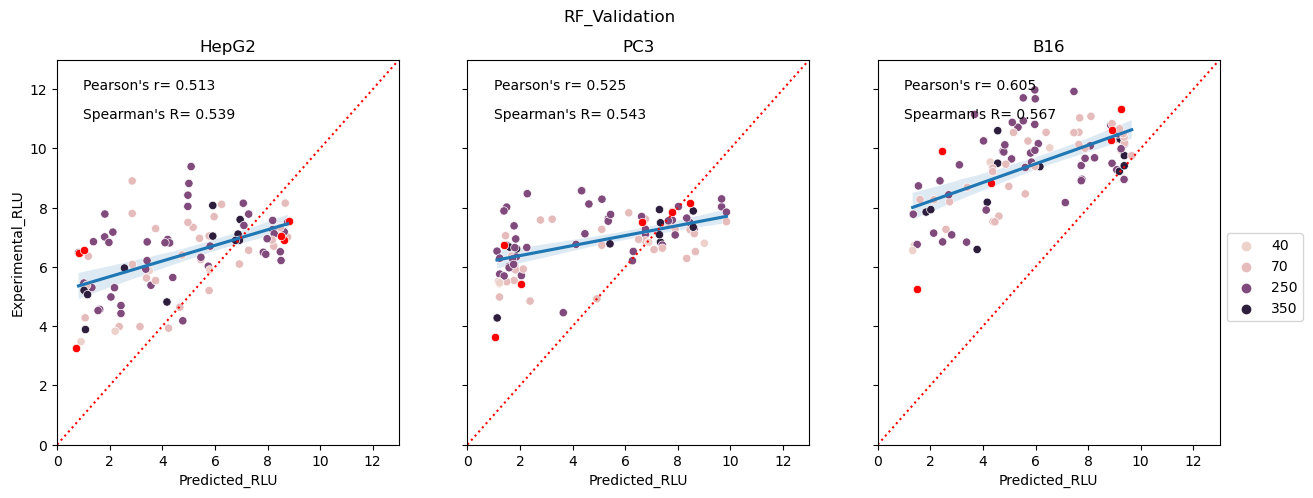 RF_Validation
HepG2
Pearson's r= 0.513
Spearman's R= 0.539
Experimental_RLU
12
10
8
6
4
2
0
0 2 4 6 8 10 12
Predicted_RLU
PC3
Pearson's r= 0.525
Spearman's R= 0.543
0 2 4 6 8 10 12
Predicted_RLU
B16
Pearson's r= 0.605
Spearman's R= 0.567
0 2 4 6 8 10 12
Predicted_RLU
40
70
250
350